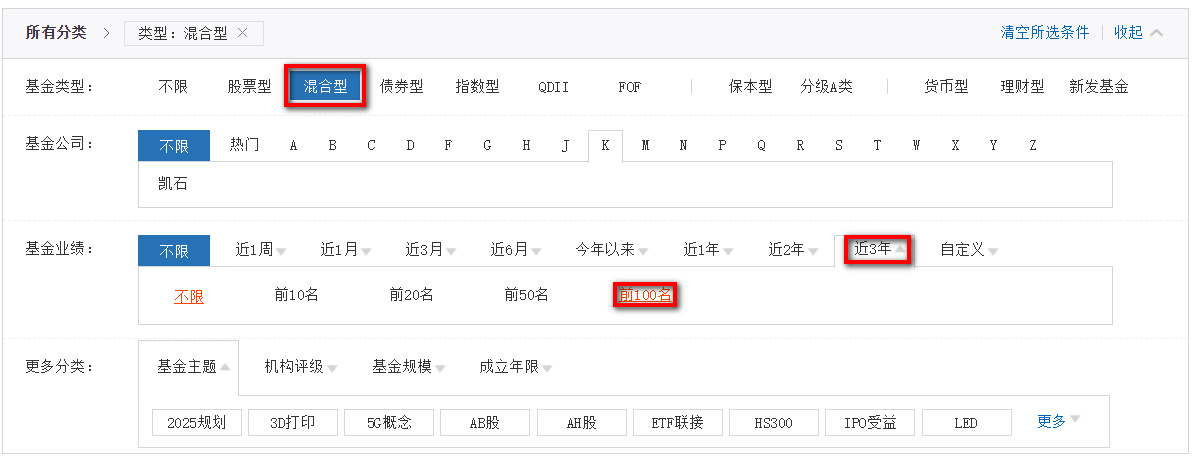 所有分类 > 类型：混合型 × 清空所选条件 收起
基金类型： 不限 股票型 混合型 债券型 指数型 QDII FOF 保本型 分级A类 货币型 理财型 新发基金
基金公司： 不限 热门 A B C D F G H J K M N P Q R S T W X Y Z
凯石
基金业绩： 不限 近1周 近1月 近3月 近6月 今年以来 近1年 近2年 近3年 自定义
不限 前10名 前20名 前50名 前100名
更多分类： 基金主题 机构评级 基金规模 成立年限
2025规划 3D打印 5G概念 AB股 AH股 ETF联接 HS300 IPO受益 LED 更多